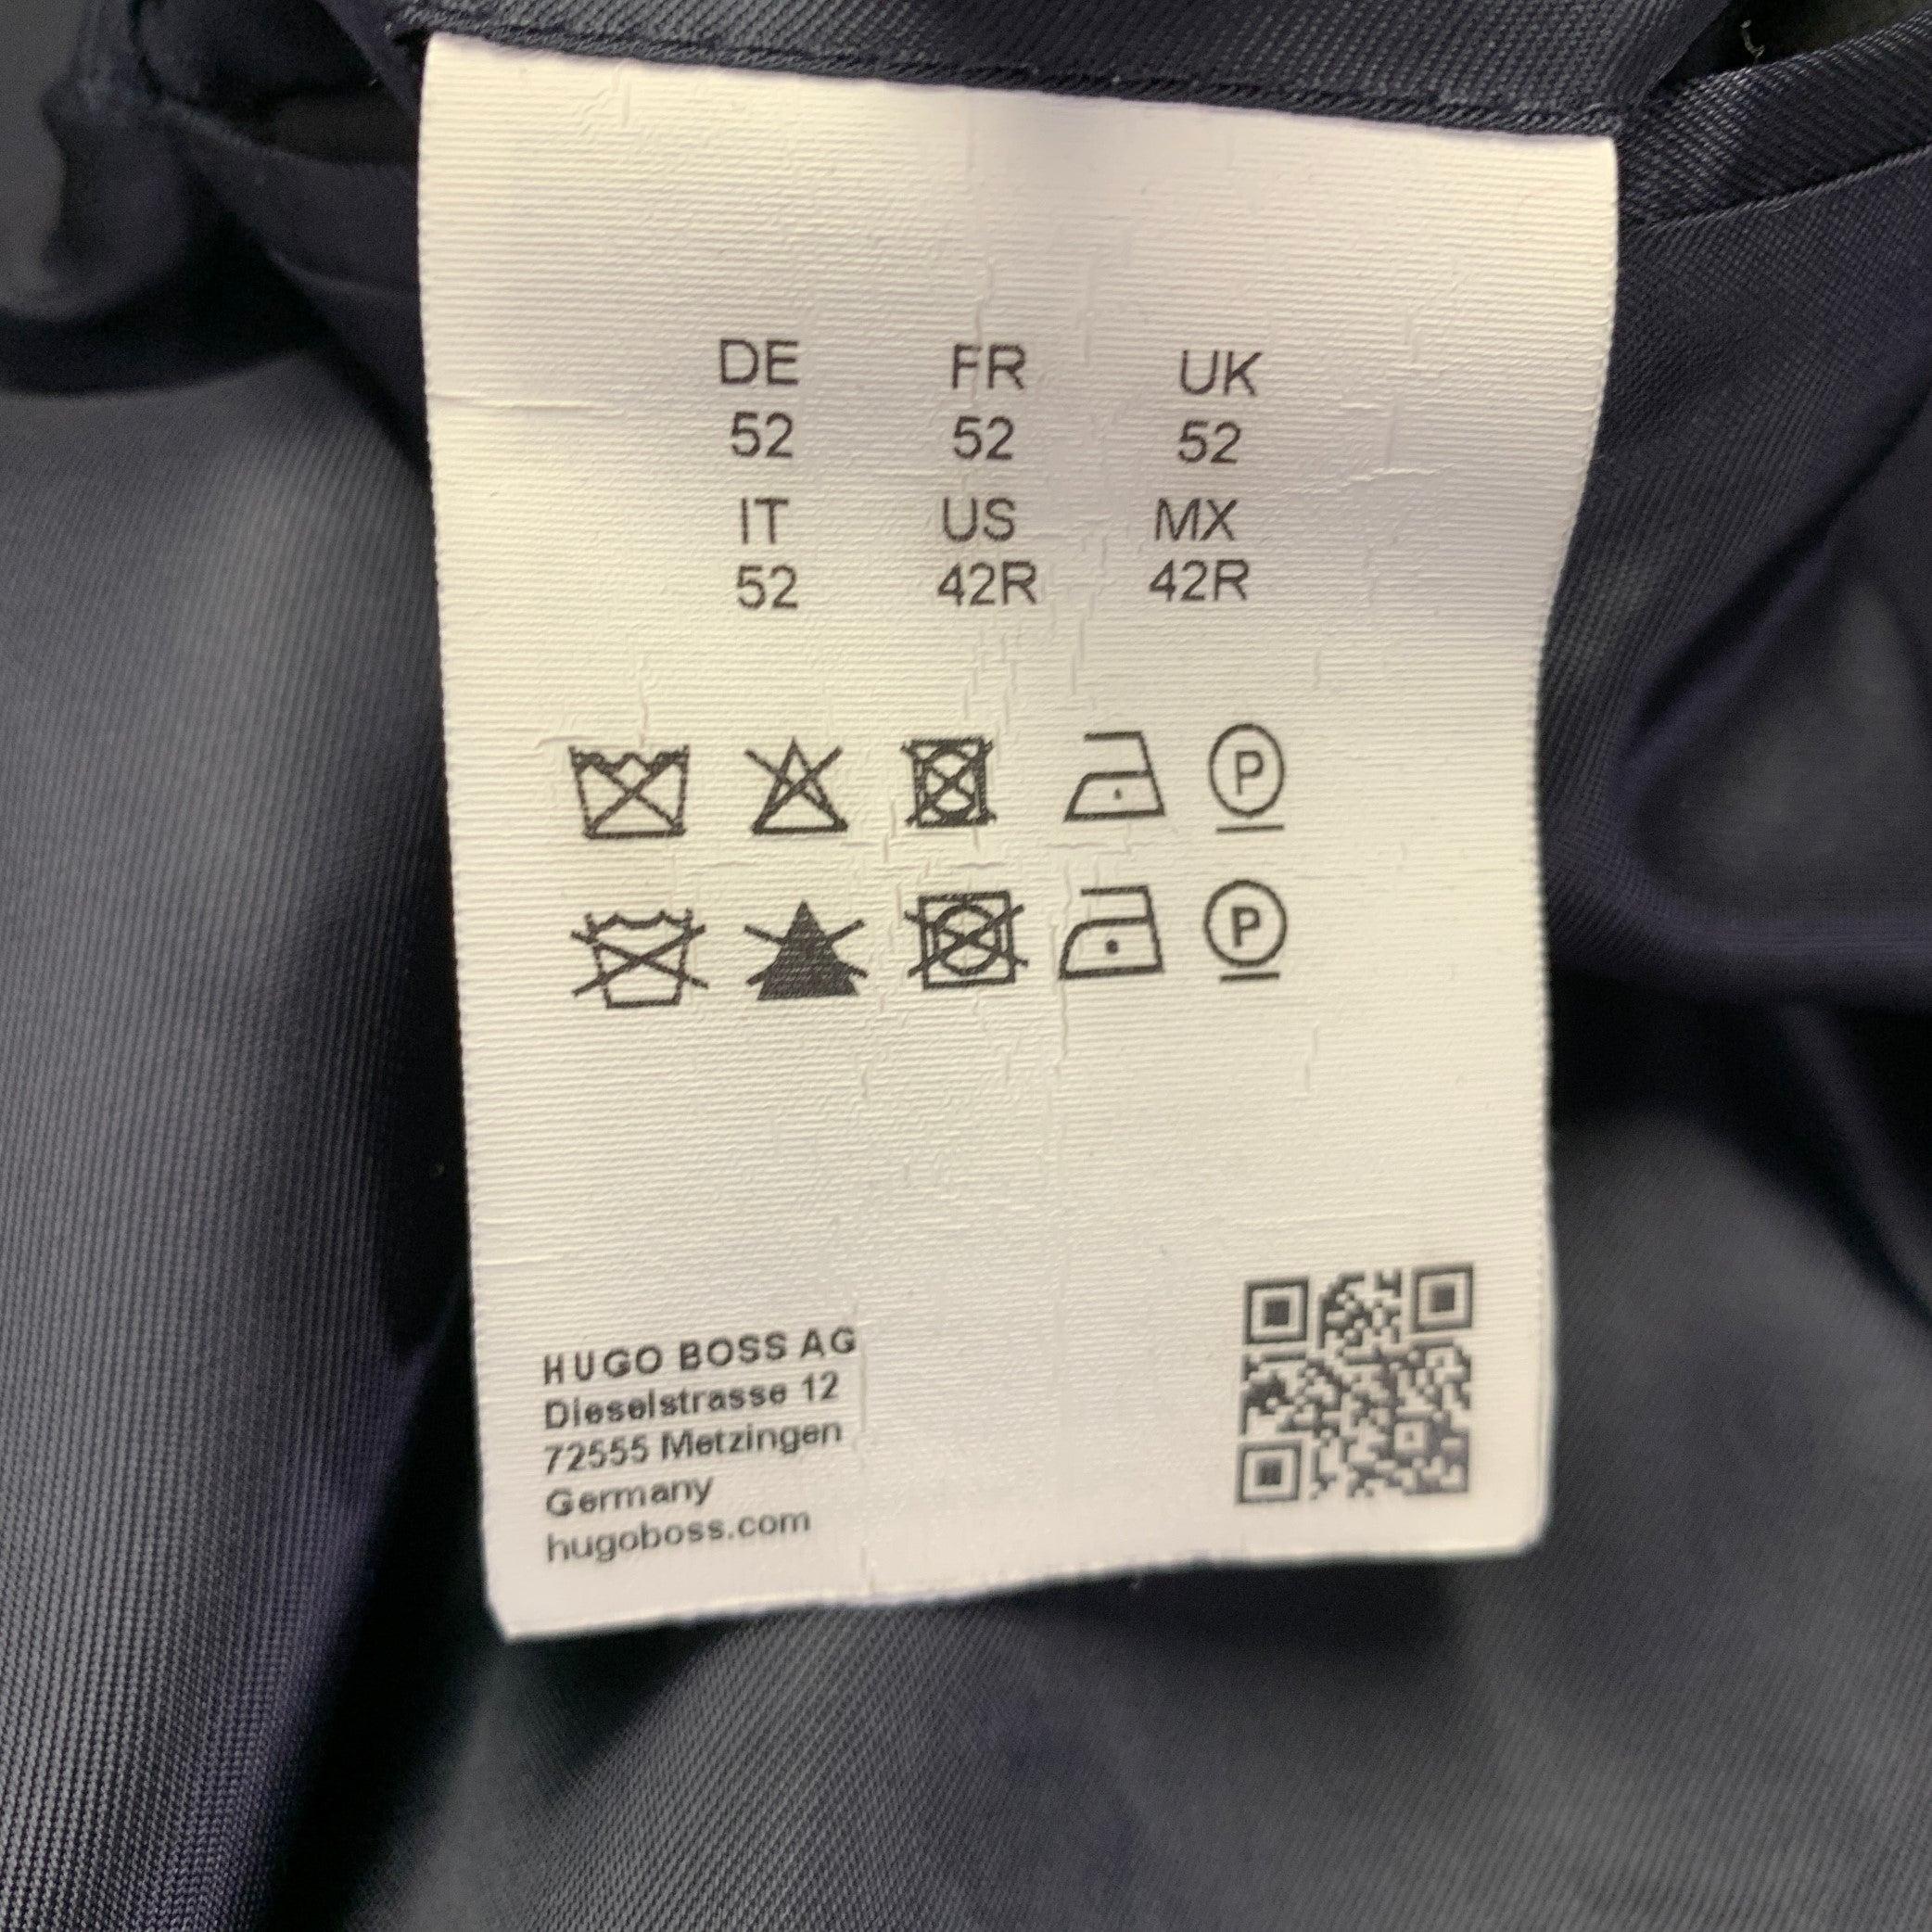 DE FR UK
52 52 52
IT US MX
52 42R 42R
P
P
HUGO BOSS AG
Dieselstrasse 12
72555 Metzingen
Germany
hugoboss.com